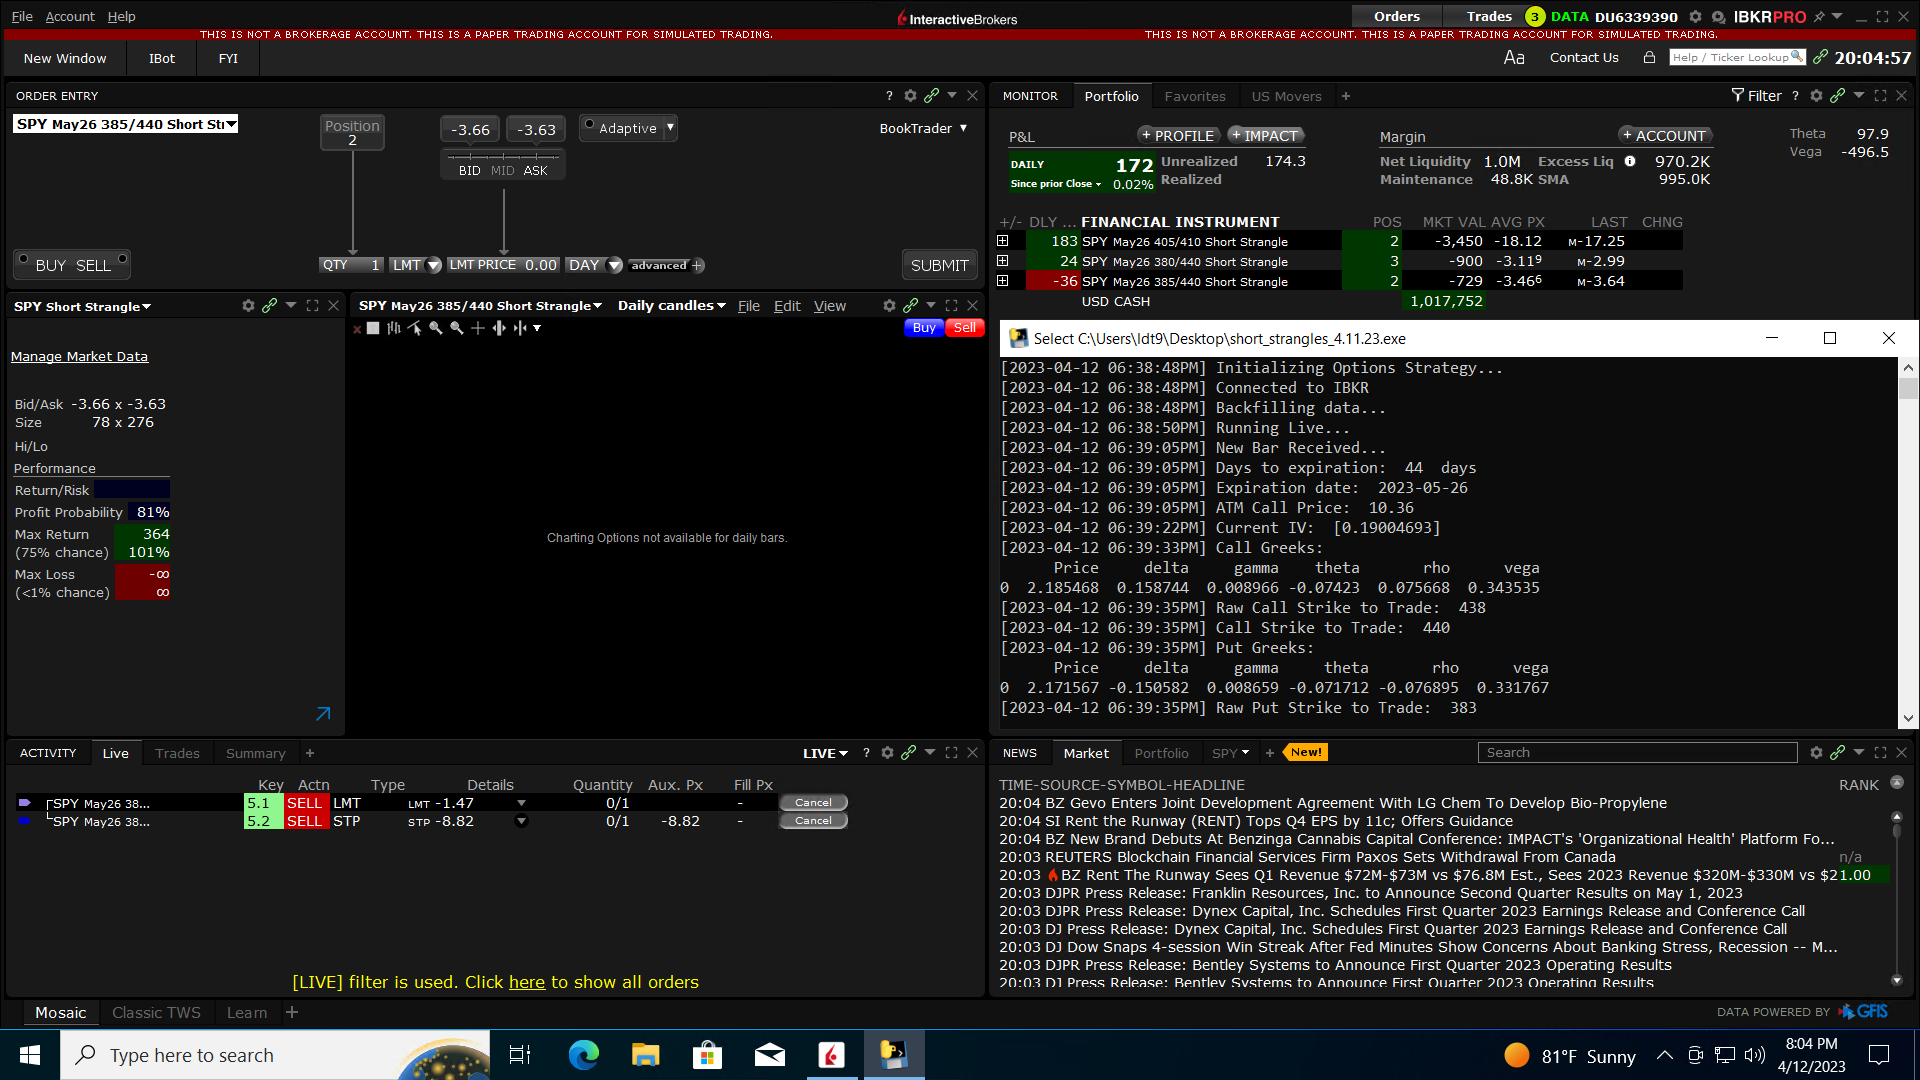 File Account Help
InteractiveBrokers
Orders Trades 3 DATA DU6339390 IBKRPRO
THIS IS NOT A BROKERAGE ACCOUNT. THIS IS A PAPER TRADING ACCOUNT FOR SIMULATED TRADING. THIS IS NOT A BROKERAGE ACCOUNT. THIS IS A PAPER TRADING ACCOUNT FOR SIMULATED TRADING.
New Window IBot FYI
Aa Contact Us Help / Ticker Lookup 20:04:57
ORDER ENTRY ?
SPY May26 385/440 Short Str
Position
2
-3.66 -3.63 Adaptive BookTrader
BID MID ASK
BUY SELL QTY 1 LMT LMT PRICE 0.00 DAY advanced + SUBMIT
MONITOR Portfolio Favorites US Movers + Filter ?
P&L + PROFILE + IMPACT Margin + ACCOUNT Theta 97.9
Vega -496.5
DAILY 172 Unrealized 174.3 Net Liquidity 1.0M Excess Liq 970.2K
Since prior Close 0.02% Realized Maintenance 48.8K SMA 995.0K
+/- DLY ... FINANCIAL INSTRUMENT POS MKT VAL AVG PX LAST CHNG
183 SPY May26 405/410 Short Strangle 2 -3,450 -18.12 M-17.25
24 SPY May26 380/440 Short Strangle 3 -900 -3.119 M-2.99
-36 SPY May26 385/440 Short Strangle 2 -729 -3.466 M-3.64
USD CASH 1,017,752
SPY Short Strangle
Manage Market Data
Bid/Ask -3.66 x -3.63
Size 78 x 276
Hi/Lo
Performance
Return/Risk
Profit Probability 81%
Max Return 364
(75% chance) 101%
Max Loss -∞
(<1% chance) ∞
SPY May26 385/440 Short Strangle Daily candles File Edit View
Buy Sell
Charting Options not available for daily bars.
Select C:\Users\ldt9\Desktop\short_strangles_4.11.23.exe
[2023-04-12 06:38:48PM] Initializing Options Strategy...
[2023-04-12 06:38:48PM] Connected to IBKR
[2023-04-12 06:38:48PM] Backfilling data...
[2023-04-12 06:38:50PM] Running Live...
[2023-04-12 06:39:05PM] New Bar Received...
[2023-04-12 06:39:05PM] Days to expiration: 44 days
[2023-04-12 06:39:05PM] Expiration date: 2023-05-26
[2023-04-12 06:39:05PM] ATM Call Price: 10.36
[2023-04-12 06:39:22PM] Current IV: [0.19004693]
[2023-04-12 06:39:33PM] Call Greeks:
Price delta gamma theta rho vega
0 2.185468 0.158744 0.008966 -0.07423 0.075668 0.343535
[2023-04-12 06:39:35PM] Raw Call Strike to Trade: 438
[2023-04-12 06:39:35PM] Call Strike to Trade: 440
[2023-04-12 06:39:35PM] Put Greeks:
Price delta gamma theta rho vega
0 2.171567 -0.150582 0.008659 -0.071712 -0.076895 0.331767
[2023-04-12 06:39:35PM] Raw Put Strike to Trade: 383
ACTIVITY Live Trades Summary + LIVE ?
Key Actn Type Details Quantity Aux. Px Fill Px
SPY May26 38... 5.1 SELL LMT LMT -1.47 0/1 - Cancel
SPY May26 38... 5.2 SELL STP STP -8.82 0/1 -8.82 - Cancel
[LIVE] filter is used. Click here to show all orders
NEWS Market Portfolio SPY + New! Search
TIME-SOURCE-SYMBOL-HEADLINE RANK
20:04 BZ Gevo Enters Joint Development Agreement With LG Chem To Develop Bio-Propylene
20:04 SI Rent the Runway (RENT) Tops Q4 EPS by 11c; Offers Guidance
20:04 BZ New Brand Debuts At Benzinga Cannabis Capital Conference: IMPACT's 'Organizational Health' Platform Fo...
20:03 REUTERS Blockchain Financial Services Firm Paxos Sets Withdrawal From Canada n/a
20:03 BZ Rent The Runway Sees Q1 Revenue $72M-$73M vs $76.8M Est., Sees 2023 Revenue $320M-$330M vs $21.00
20:03 DJPR Press Release: Franklin Resources, Inc. to Announce Second Quarter Results on May 1, 2023
20:03 DJPR Press Release: Dynex Capital, Inc. Schedules First Quarter 2023 Earnings Release and Conference Call
20:03 DJ Press Release: Dynex Capital, Inc. Schedules First Quarter 2023 Earnings Release and Conference Call
20:03 DJ Dow Snaps 4-session Win Streak After Fed Minutes Show Concerns About Banking Stress, Recession -- M...
20:03 DJPR Press Release: Bentley Systems to Announce First Quarter 2023 Operating Results
20:03 DJ Press Release: Bentley Systems to Announce First Quarter 2023 Operating Results
Mosaic Classic TWS Learn + DATA POWERED BY GFIS
Type here to search
81°F Sunny
8:04 PM
4/12/2023